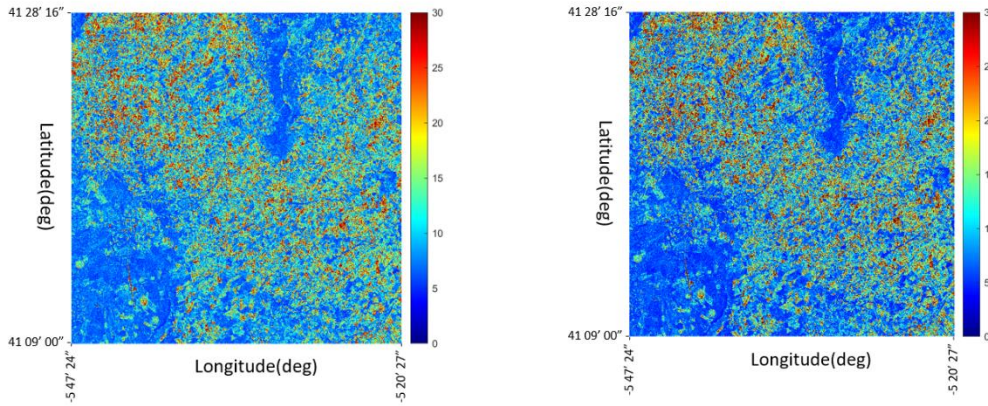 41 28' 16"
Latitude(deg)
41 09' 00"
-5 47' 24"
Longitude(deg)
-5 20' 27"
30
25
20
15
10
5
0
41 28' 16"
Latitude(deg)
41 09' 00"
-5 47' 24"
Longitude(deg)
-5 20' 27"